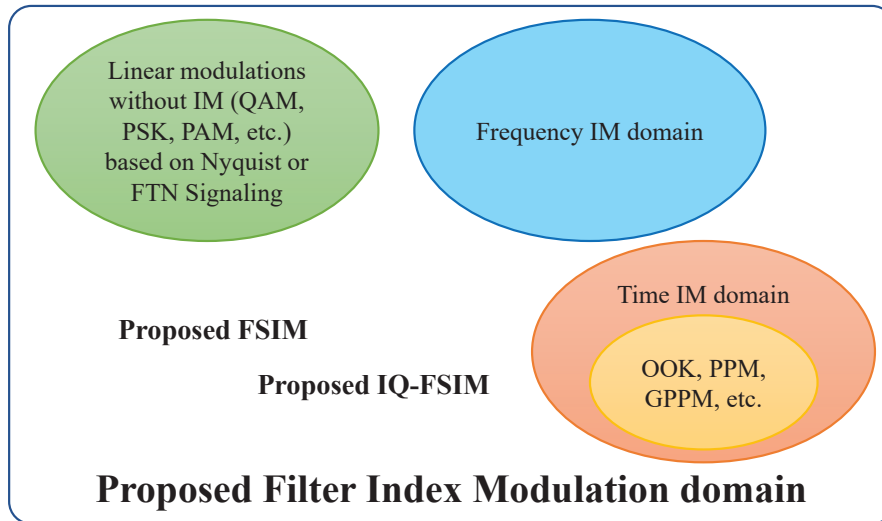 Linear modulations
without IM (QAM,
PSK, PAM, etc.)
based on Nyquist or
FTN Signaling
Frequency IM domain
Time IM domain
OOK, PPM,
GPPM, etc.
Proposed FSIM
Proposed IQ-FSIM
Proposed Filter Index Modulation domain